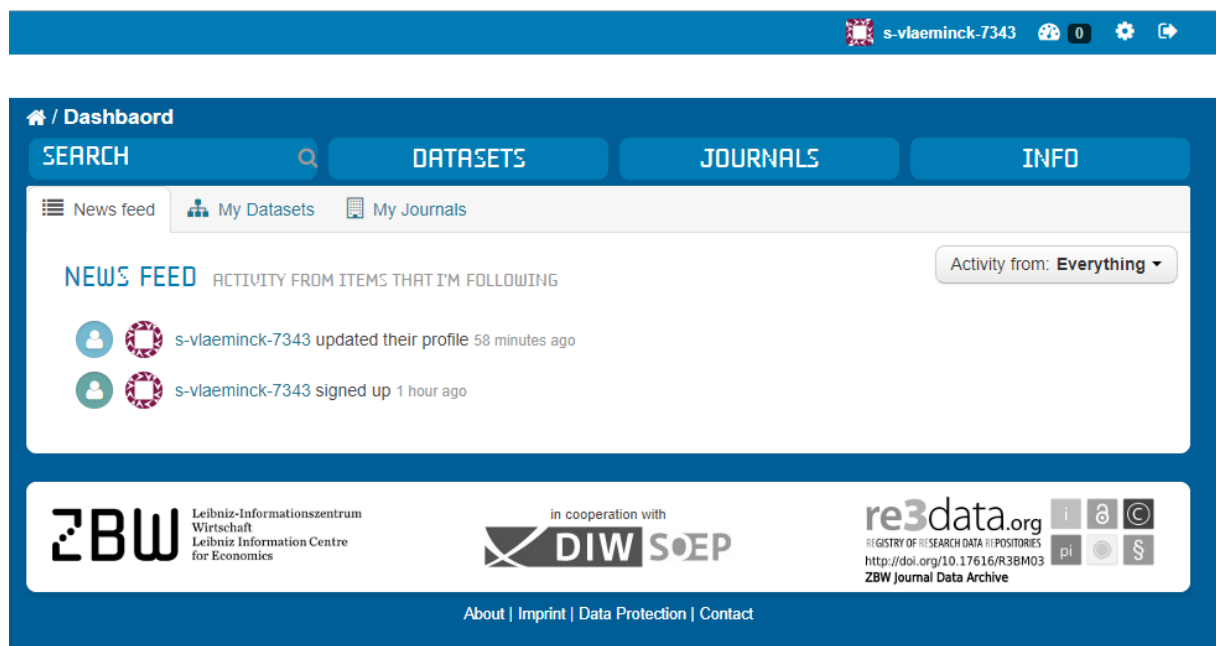 s-vlaeminck-7343 0
/ Dashbaord
SEARCH DATASETS JOURNALS INFO
News feed My Datasets My Journals
NEWS FEED ACTIVITY FROM ITEMS THAT I'M FOLLOWING
Activity from: Everything
s-vlaeminck-7343 updated their profile 58 minutes ago
s-vlaeminck-7343 signed up 1 hour ago
ZBW
Leibniz-Informationszentrum
Wirtschaft
Leibniz Information Centre
for Economics
in cooperation with
DIW SOEP
re3data.org
REGISTRY OF RESEARCH DATA REPOSITORIES
http://doi.org/10.17616/R3BM03
ZBW Journal Data Archive
i a ©
pi §
About | Imprint | Data Protection | Contact